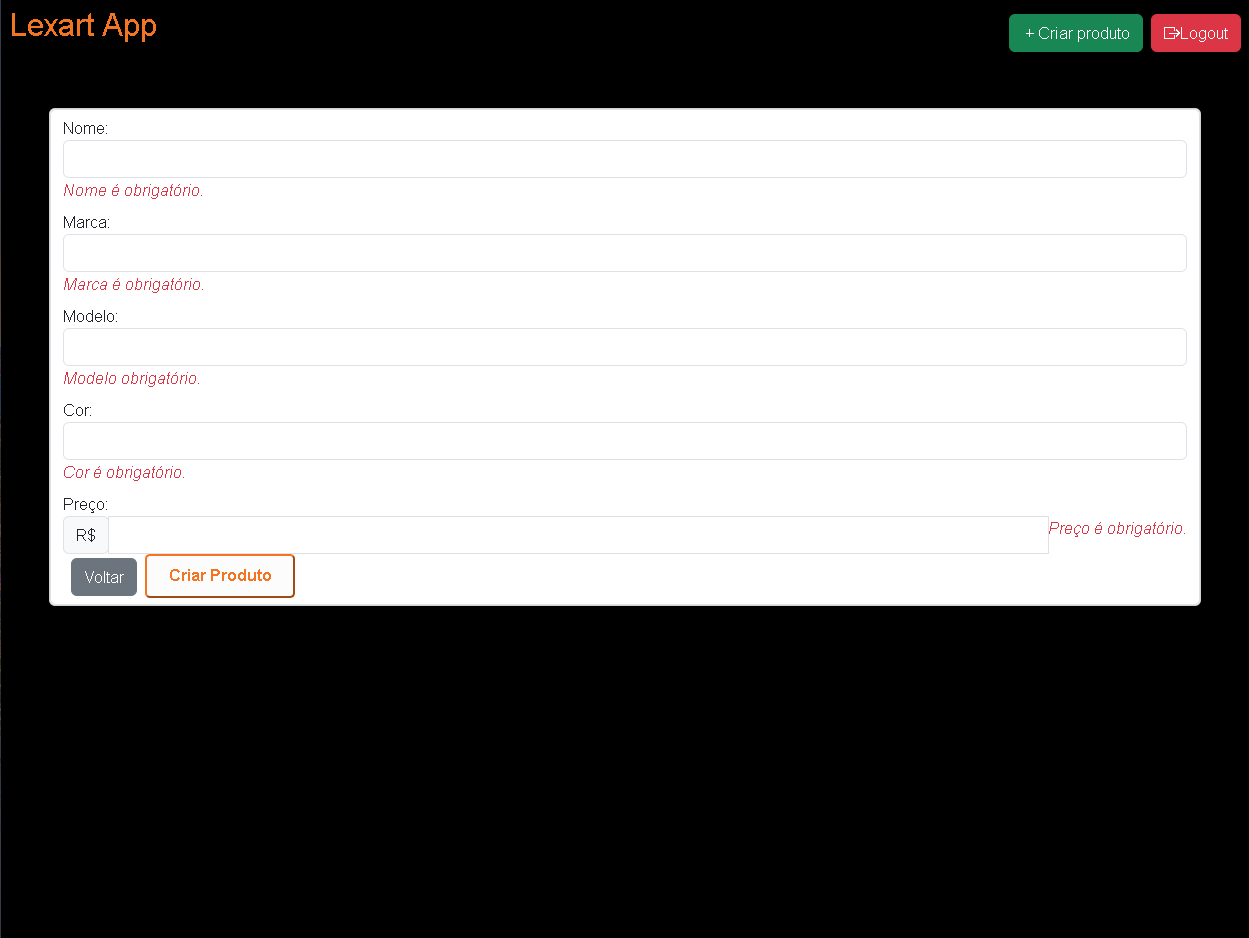 Lexart App
+ Criar produto
Logout
Nome:
Nome é obrigatório.
Marca:
Marca é obrigatório.
Modelo:
Modelo obrigatório.
Cor:
Cor é obrigatório.
Preço:
R$
Preço é obrigatório.
Voltar
Criar Produto